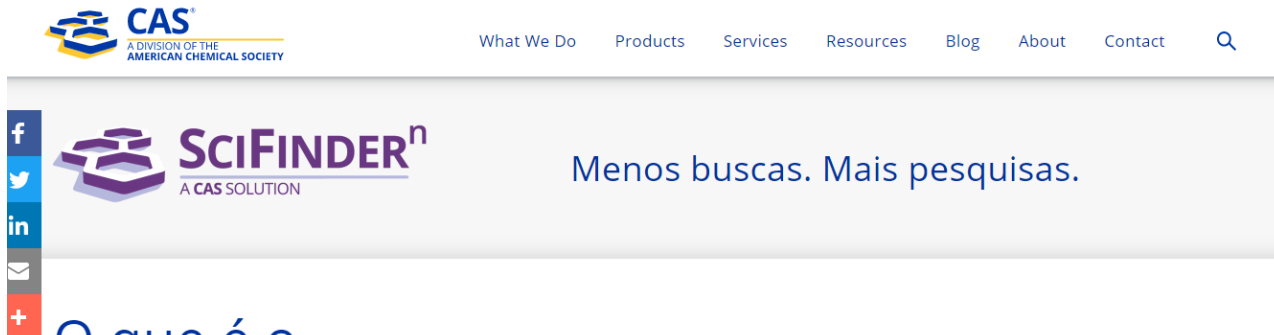 CAS®
A DIVISION OF THE
AMERICAN CHEMICAL SOCIETY
What We Do Products Services Resources Blog About Contact
SCIFINDERⁿ
A CAS SOLUTION
Menos buscas. Mais pesquisas.
O que é o